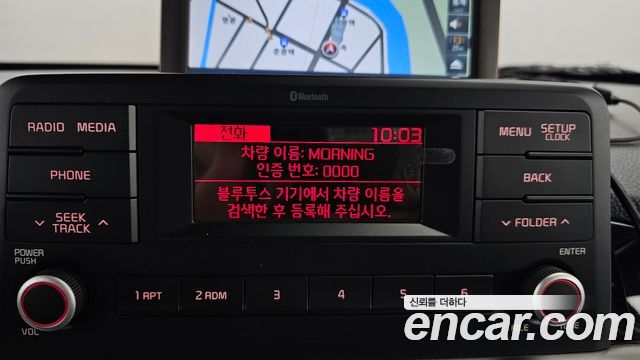 Bluetooth
전화 10:03
차량 이름: MORNING
인증 번호: 0000
블루투스 기기에서 차량 이름을
검색한 후 등록해 주십시오.
RADIO MEDIA
PHONE
SEEK
TRACK
MENU SETUP
CLOCK
BACK
FOLDER
POWER
PUSH
VOL
ENTER
1 RPT 2 RDM 3 4 5 6
신뢰를 더하다
encar.com